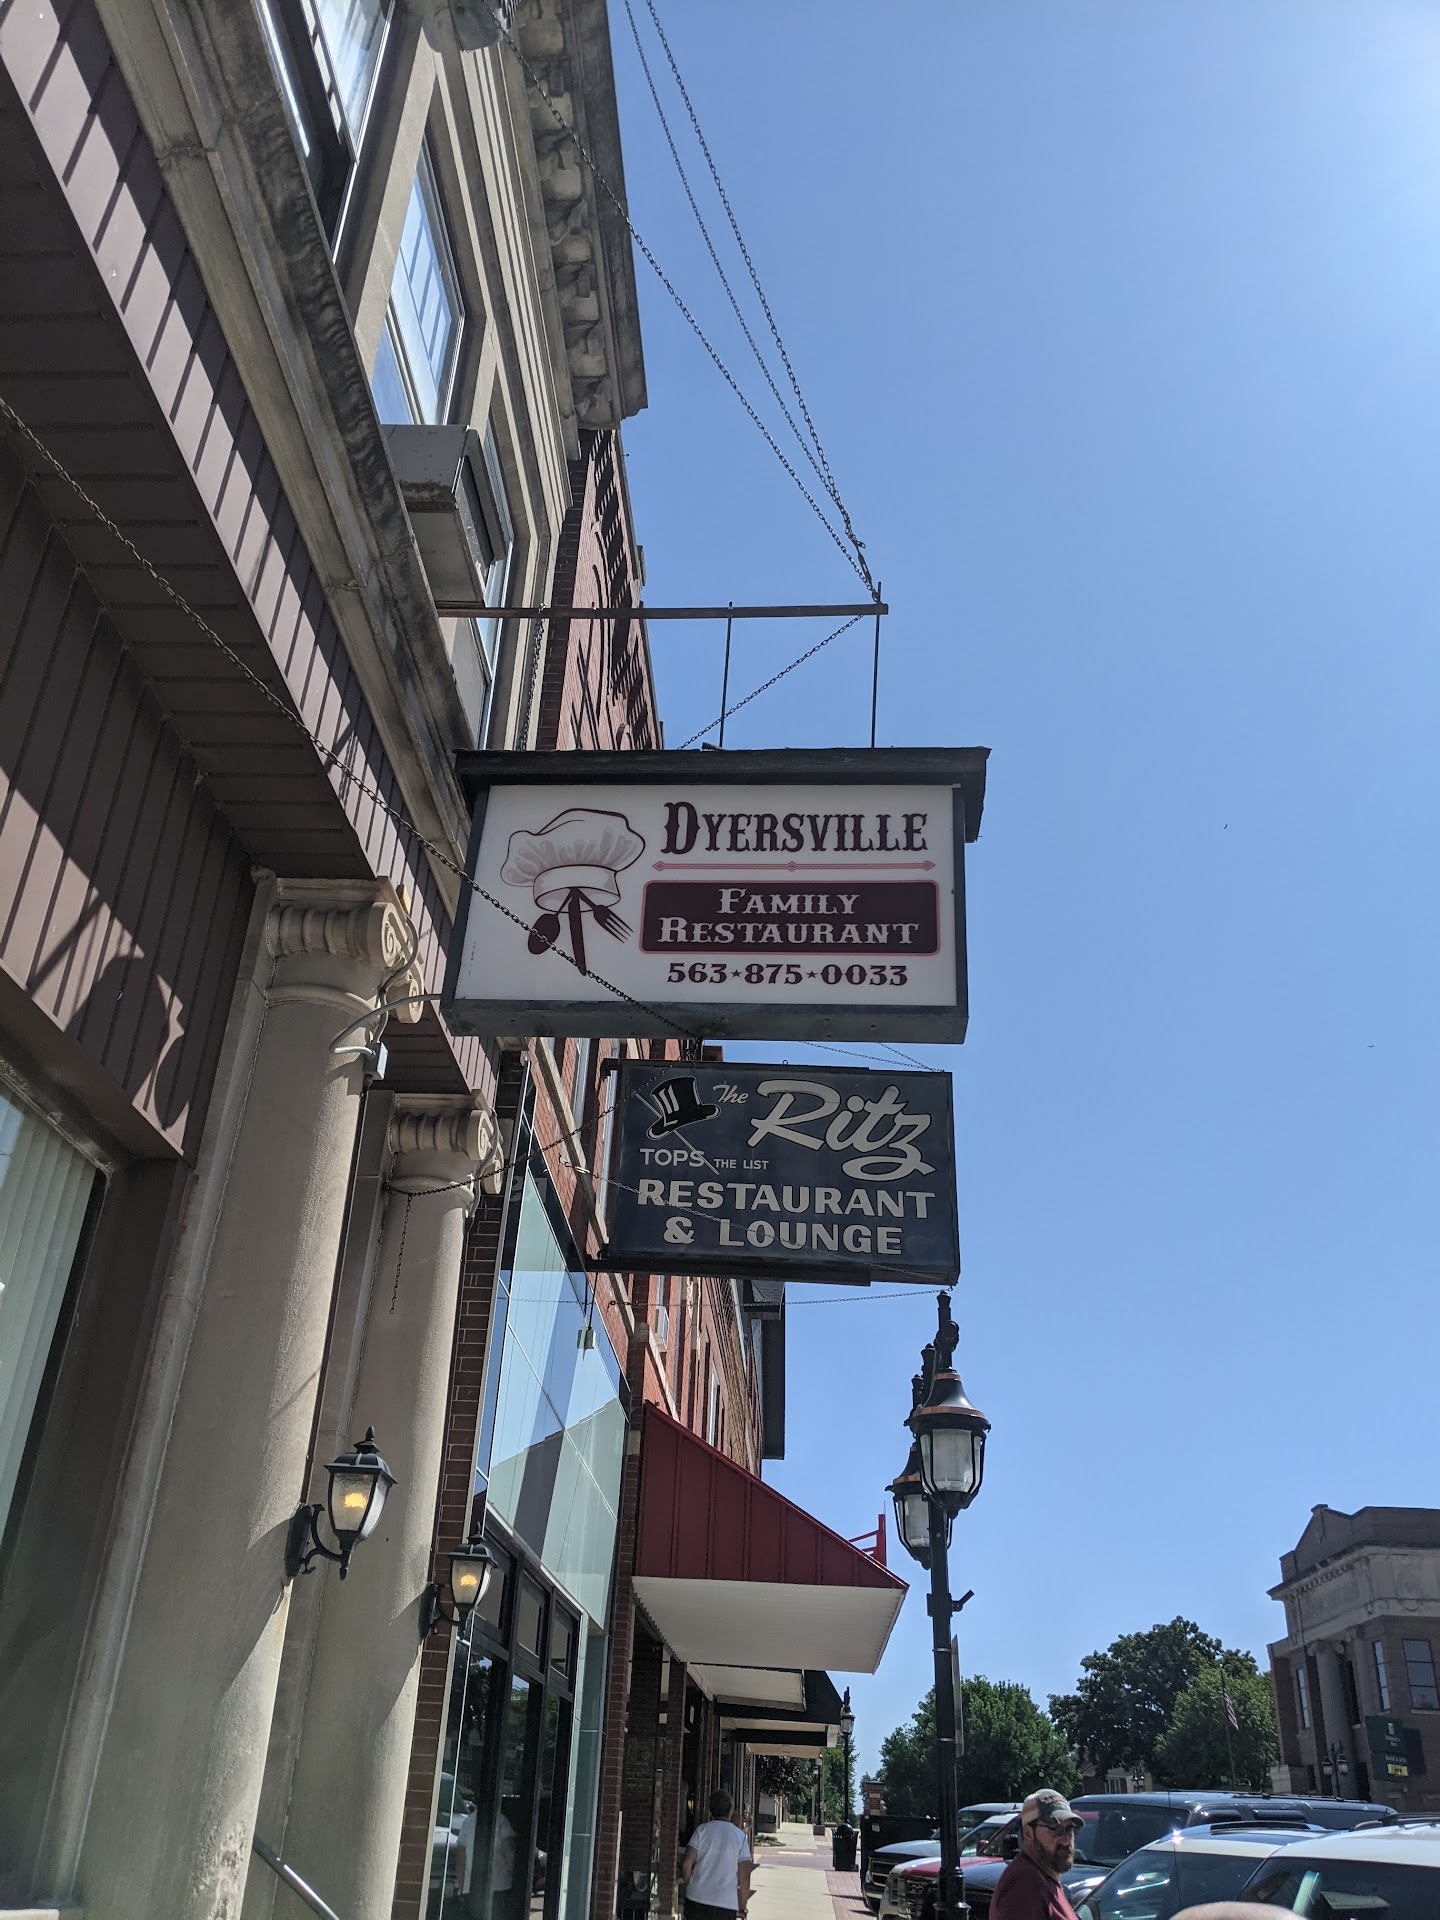 DYERSVILLE
FAMILY
RESTAURANT
563★875★0033
The Ritz
TOPS THE LIST
RESTAURANT
& LOUNGE